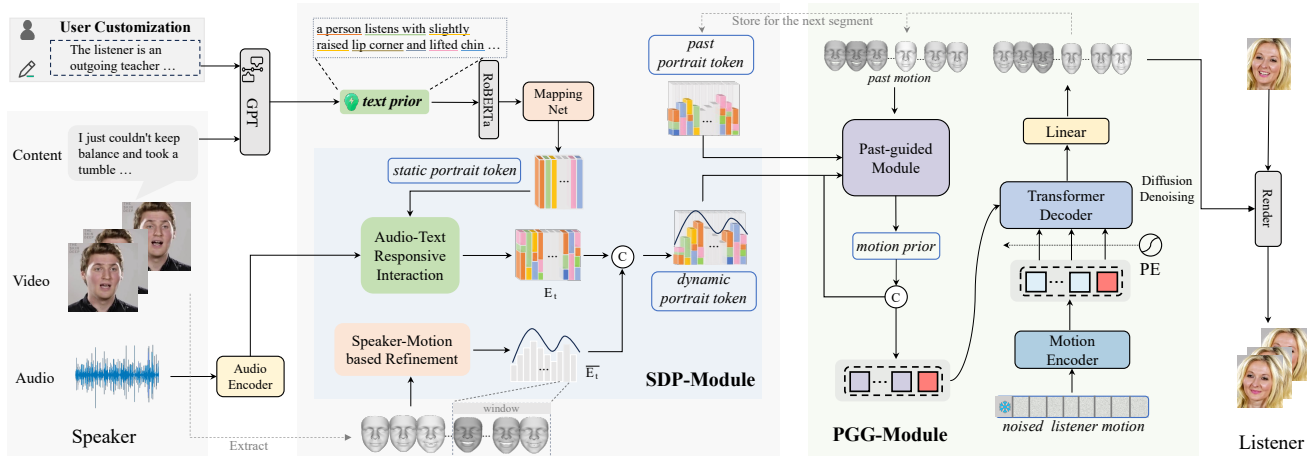 User Customization
The listener is an
outgoing teacher …
GPT
Content
I just couldn't keep
balance and took a
tumble …
Video
Audio
Speaker
Audio
Encoder
Extract
a person listens with slightly
raised lip corner and lifted chin …
text prior
RoBERTa
Mapping
Net
static portrait token
...
Audio-Text
Responsive
Interaction
...
E t
C
...
dynamic
portrait token
Speaker-Motion
based Refinement
...
E t
SDP-Module
window
Store for the next segment
past
portrait token
...
past motion
Past-guided
Module
motion prior
C
...
PGG-Module
Linear
Transformer
Decoder
Diffusion
Denoising
PE
...
Motion
Encoder
noised listener motion
Render
Listener